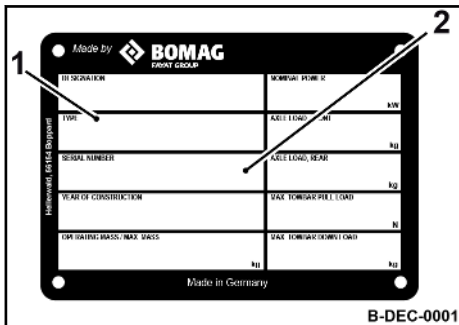 2
1
Made by BOMAG
FAYAT GROUP
DESIGNATION
NOMINAL POWER
kW
TYPE
AXLE LOAD, FRONT
kg
SERIAL NUMBER
AXLE LOAD, REAR
kg
YEAR OF CONSTRUCTION
MAX TOWBAR PULL LOAD
N
OPERATING MASS / MAX MASS
kg
MAX TOWBAR DOWN LOAD
kg
Hellerwald, 56154 Boppard
Made in Germany
B-DEC-0001